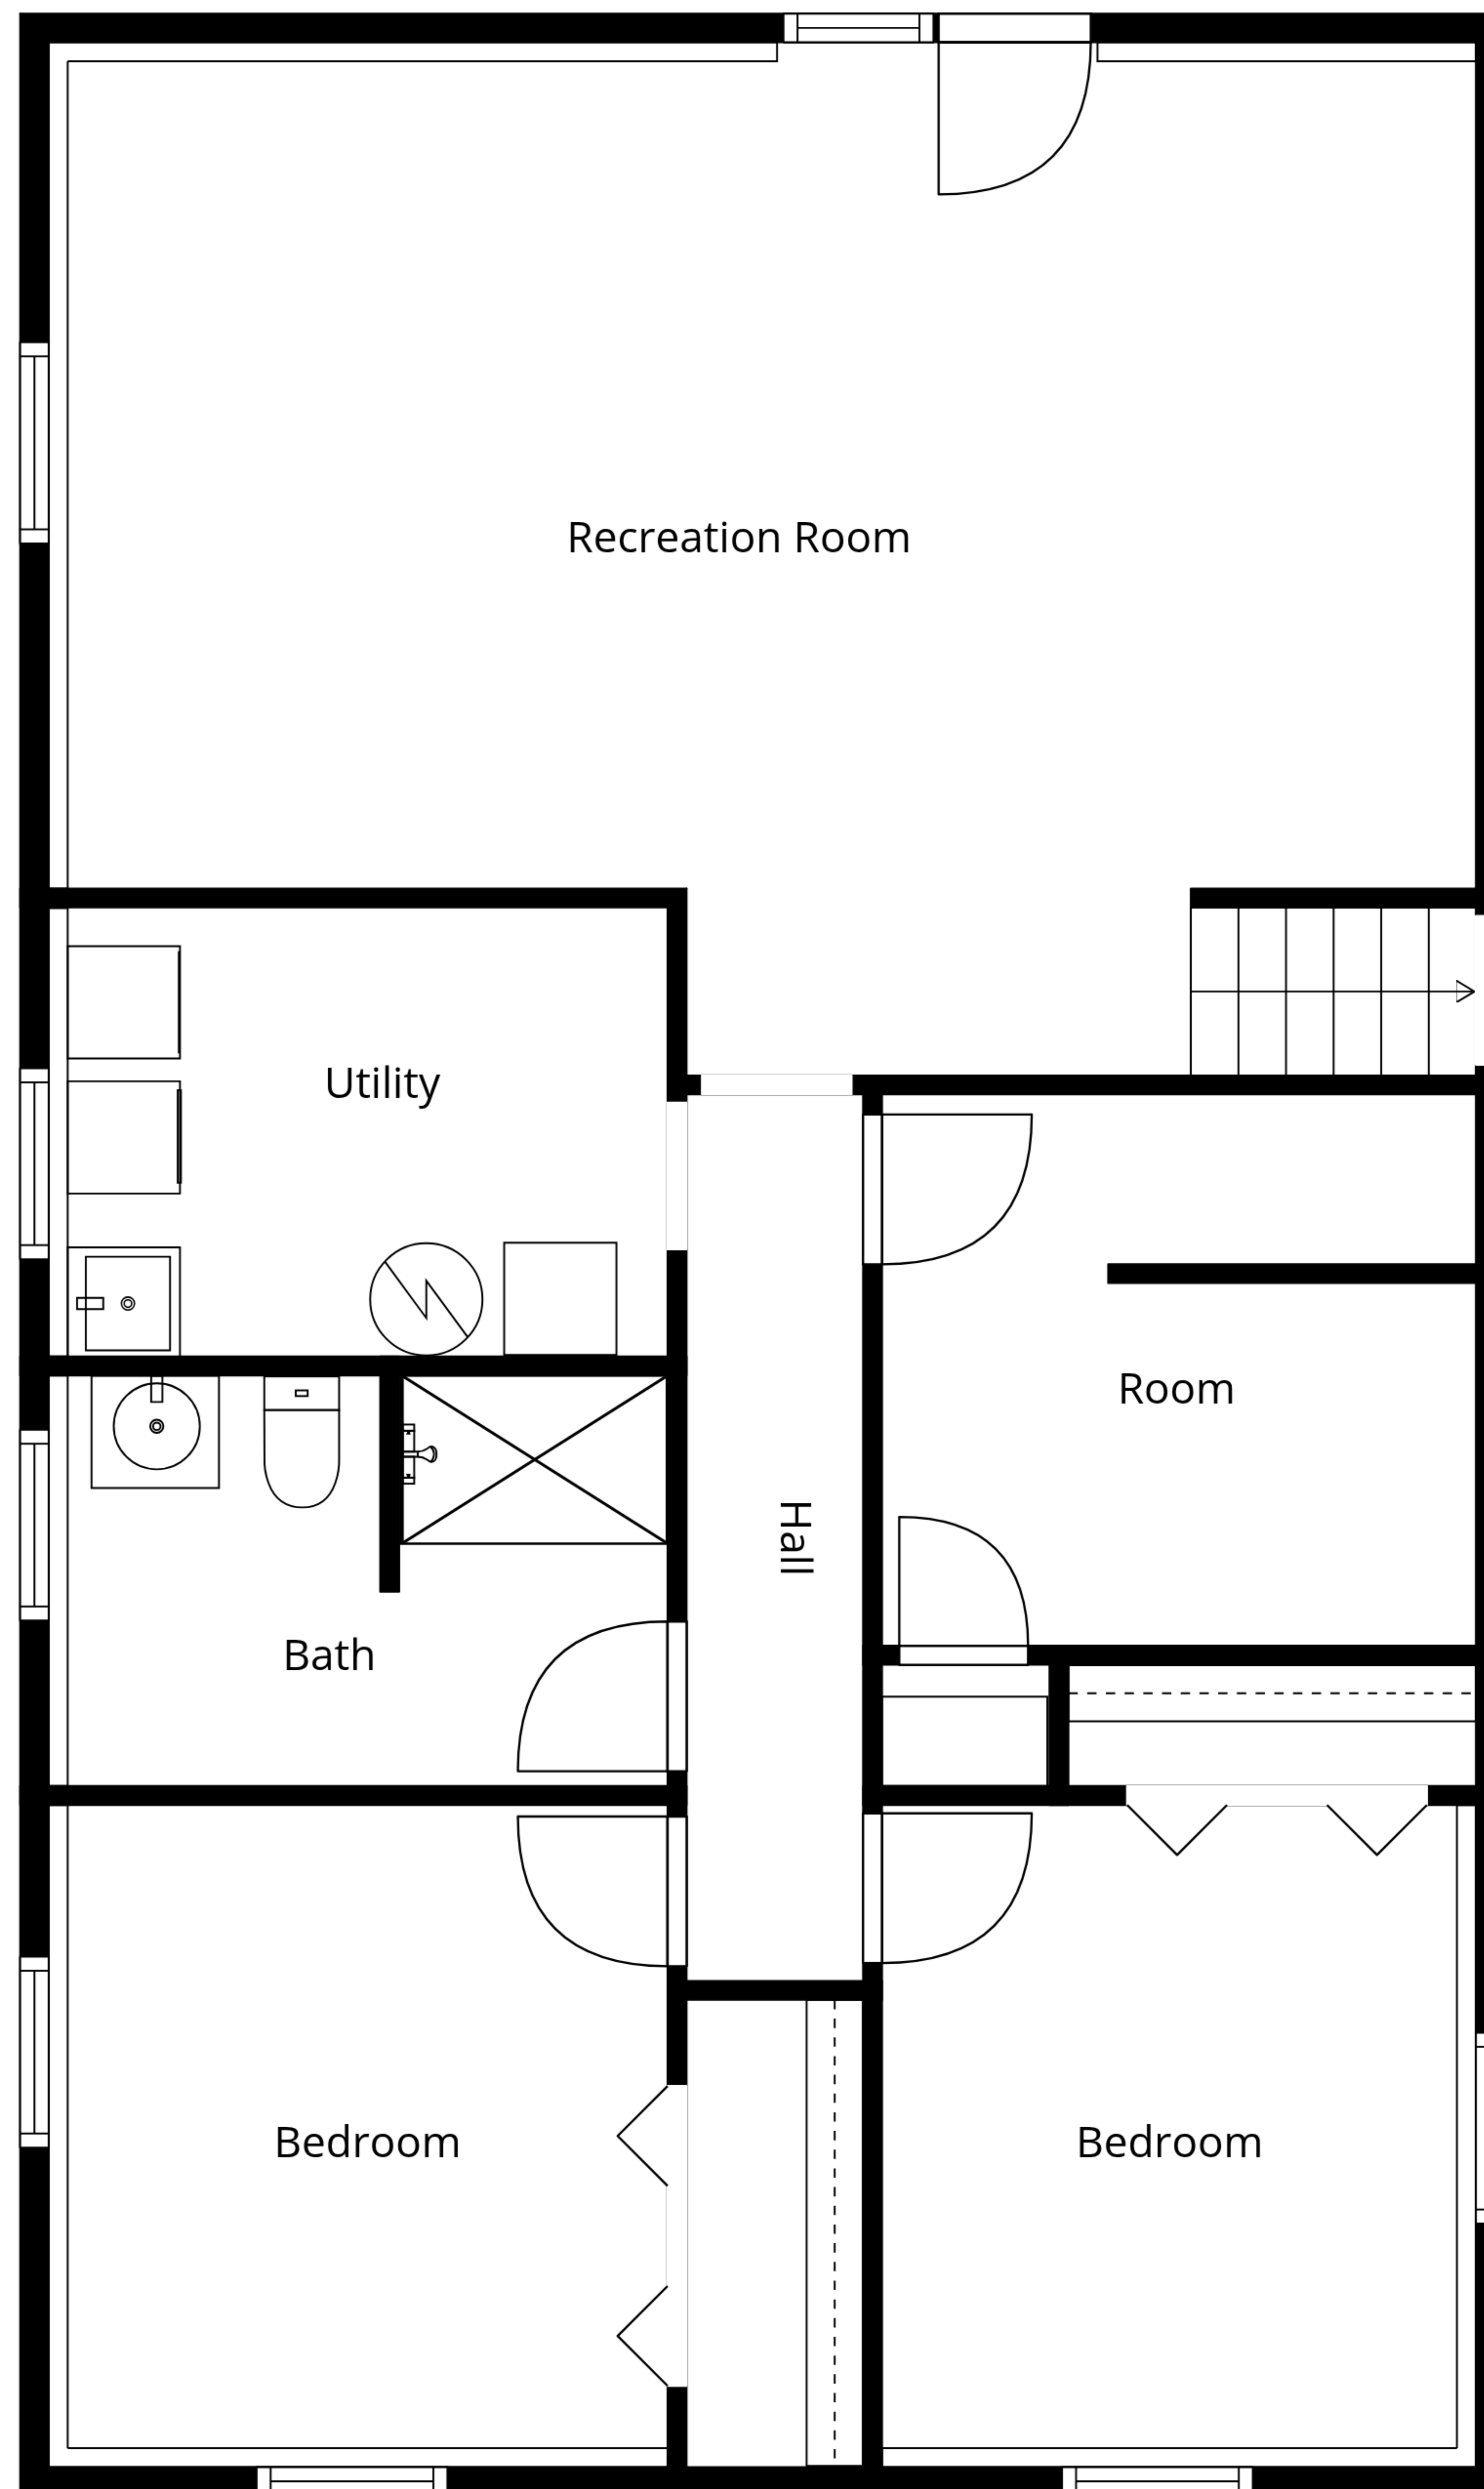 Recreation Room
Utility
Room
Hall
Bath
Bedroom
Bedroom